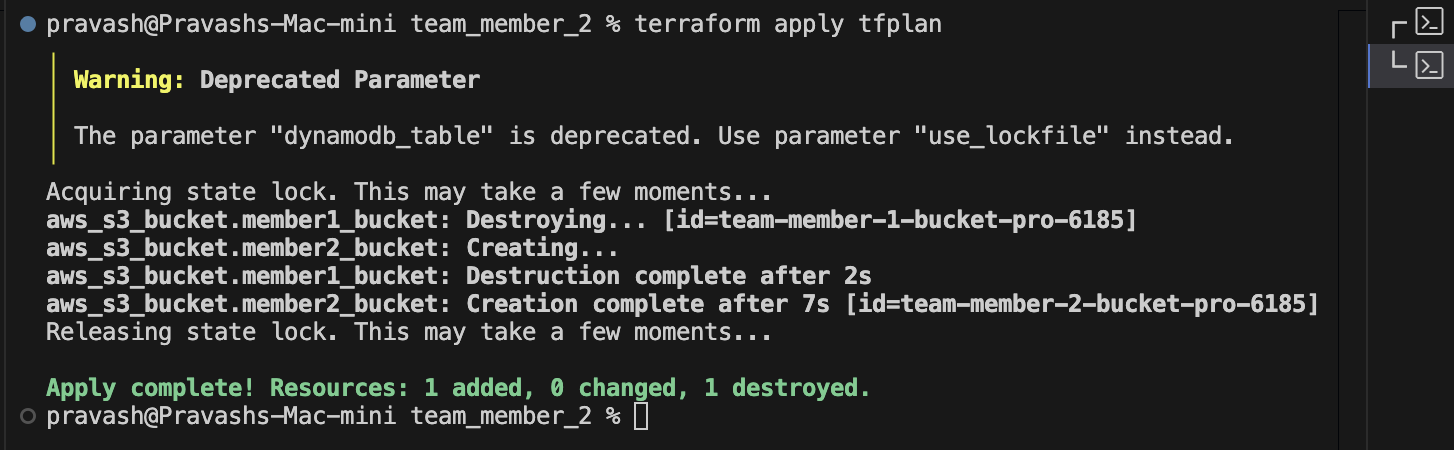 pravash@Pravashs-Mac-mini team_member_2 % terraform apply tfplan
Warning: Deprecated Parameter
The parameter "dynamodb_table" is deprecated. Use parameter "use_lockfile" instead.
Acquiring state lock. This may take a few moments...
aws_s3_bucket.member1_bucket: Destroying... [id=team-member-1-bucket-pro-6185]
aws_s3_bucket.member2_bucket: Creating...
aws_s3_bucket.member1_bucket: Destruction complete after 2s
aws_s3_bucket.member2_bucket: Creation complete after 7s [id=team-member-2-bucket-pro-6185]
Releasing state lock. This may take a few moments...
Apply complete! Resources: 1 added, 0 changed, 1 destroyed.
pravash@Pravashs-Mac-mini team_member_2 %